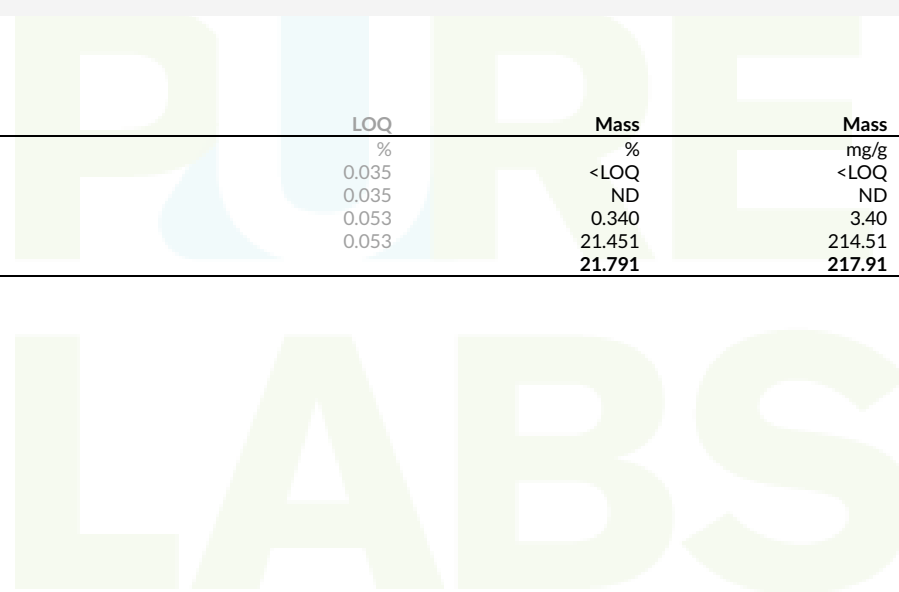 PURE
LOQ Mass Mass
% % mg/g
0.035 <LOQ <LOQ
0.035 ND ND
0.053 0.340 3.40
0.053 21.451 214.51
21.791 217.91
LABS